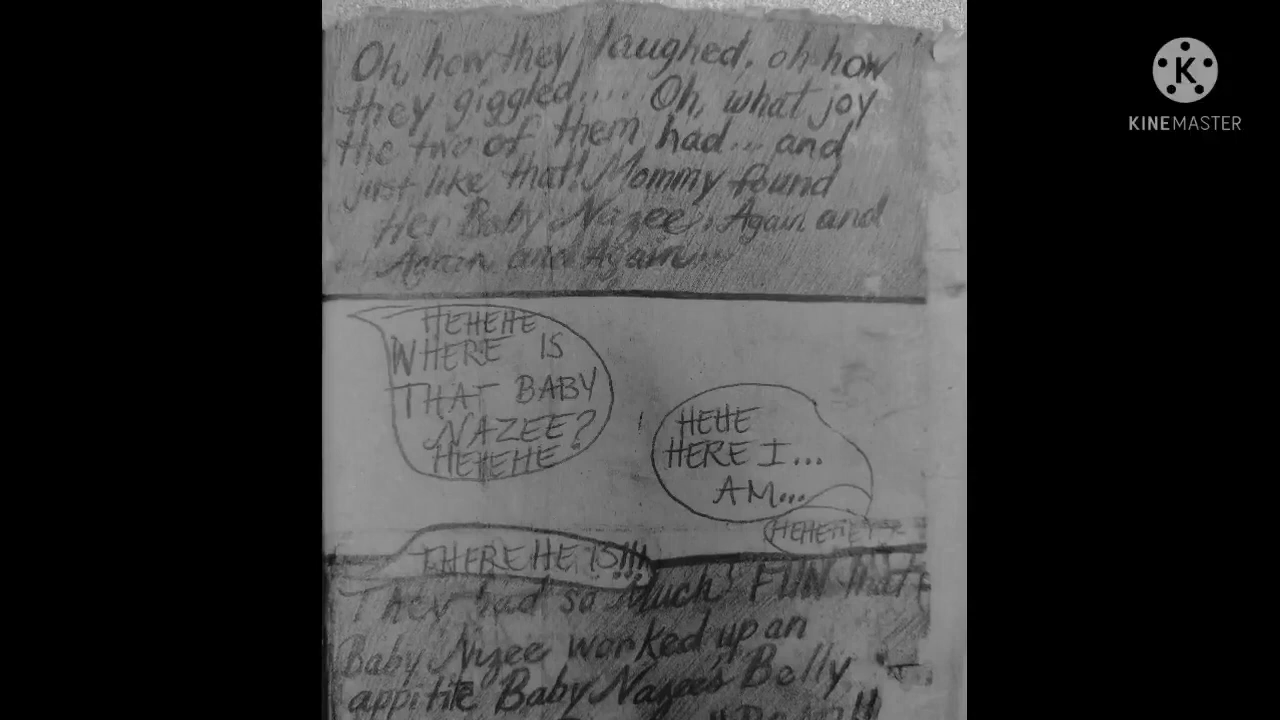 Oh, how they laughed, oh how
they giggled.... Oh, what joy
the two of them had... and
just like that! Mommy found
Her Baby Nazee, Again and
Again and Again...
HEHEHE
WHERE IS
THAT BABY
NAZEE?
HEHEHE
HEHE
HERE I...
AM...
HEHEHE
THERE HE IS!!!
They had so Much FUN that
Baby Nyzee worked up an
appitite Baby Nazee's Belly
K
KINEMASTER